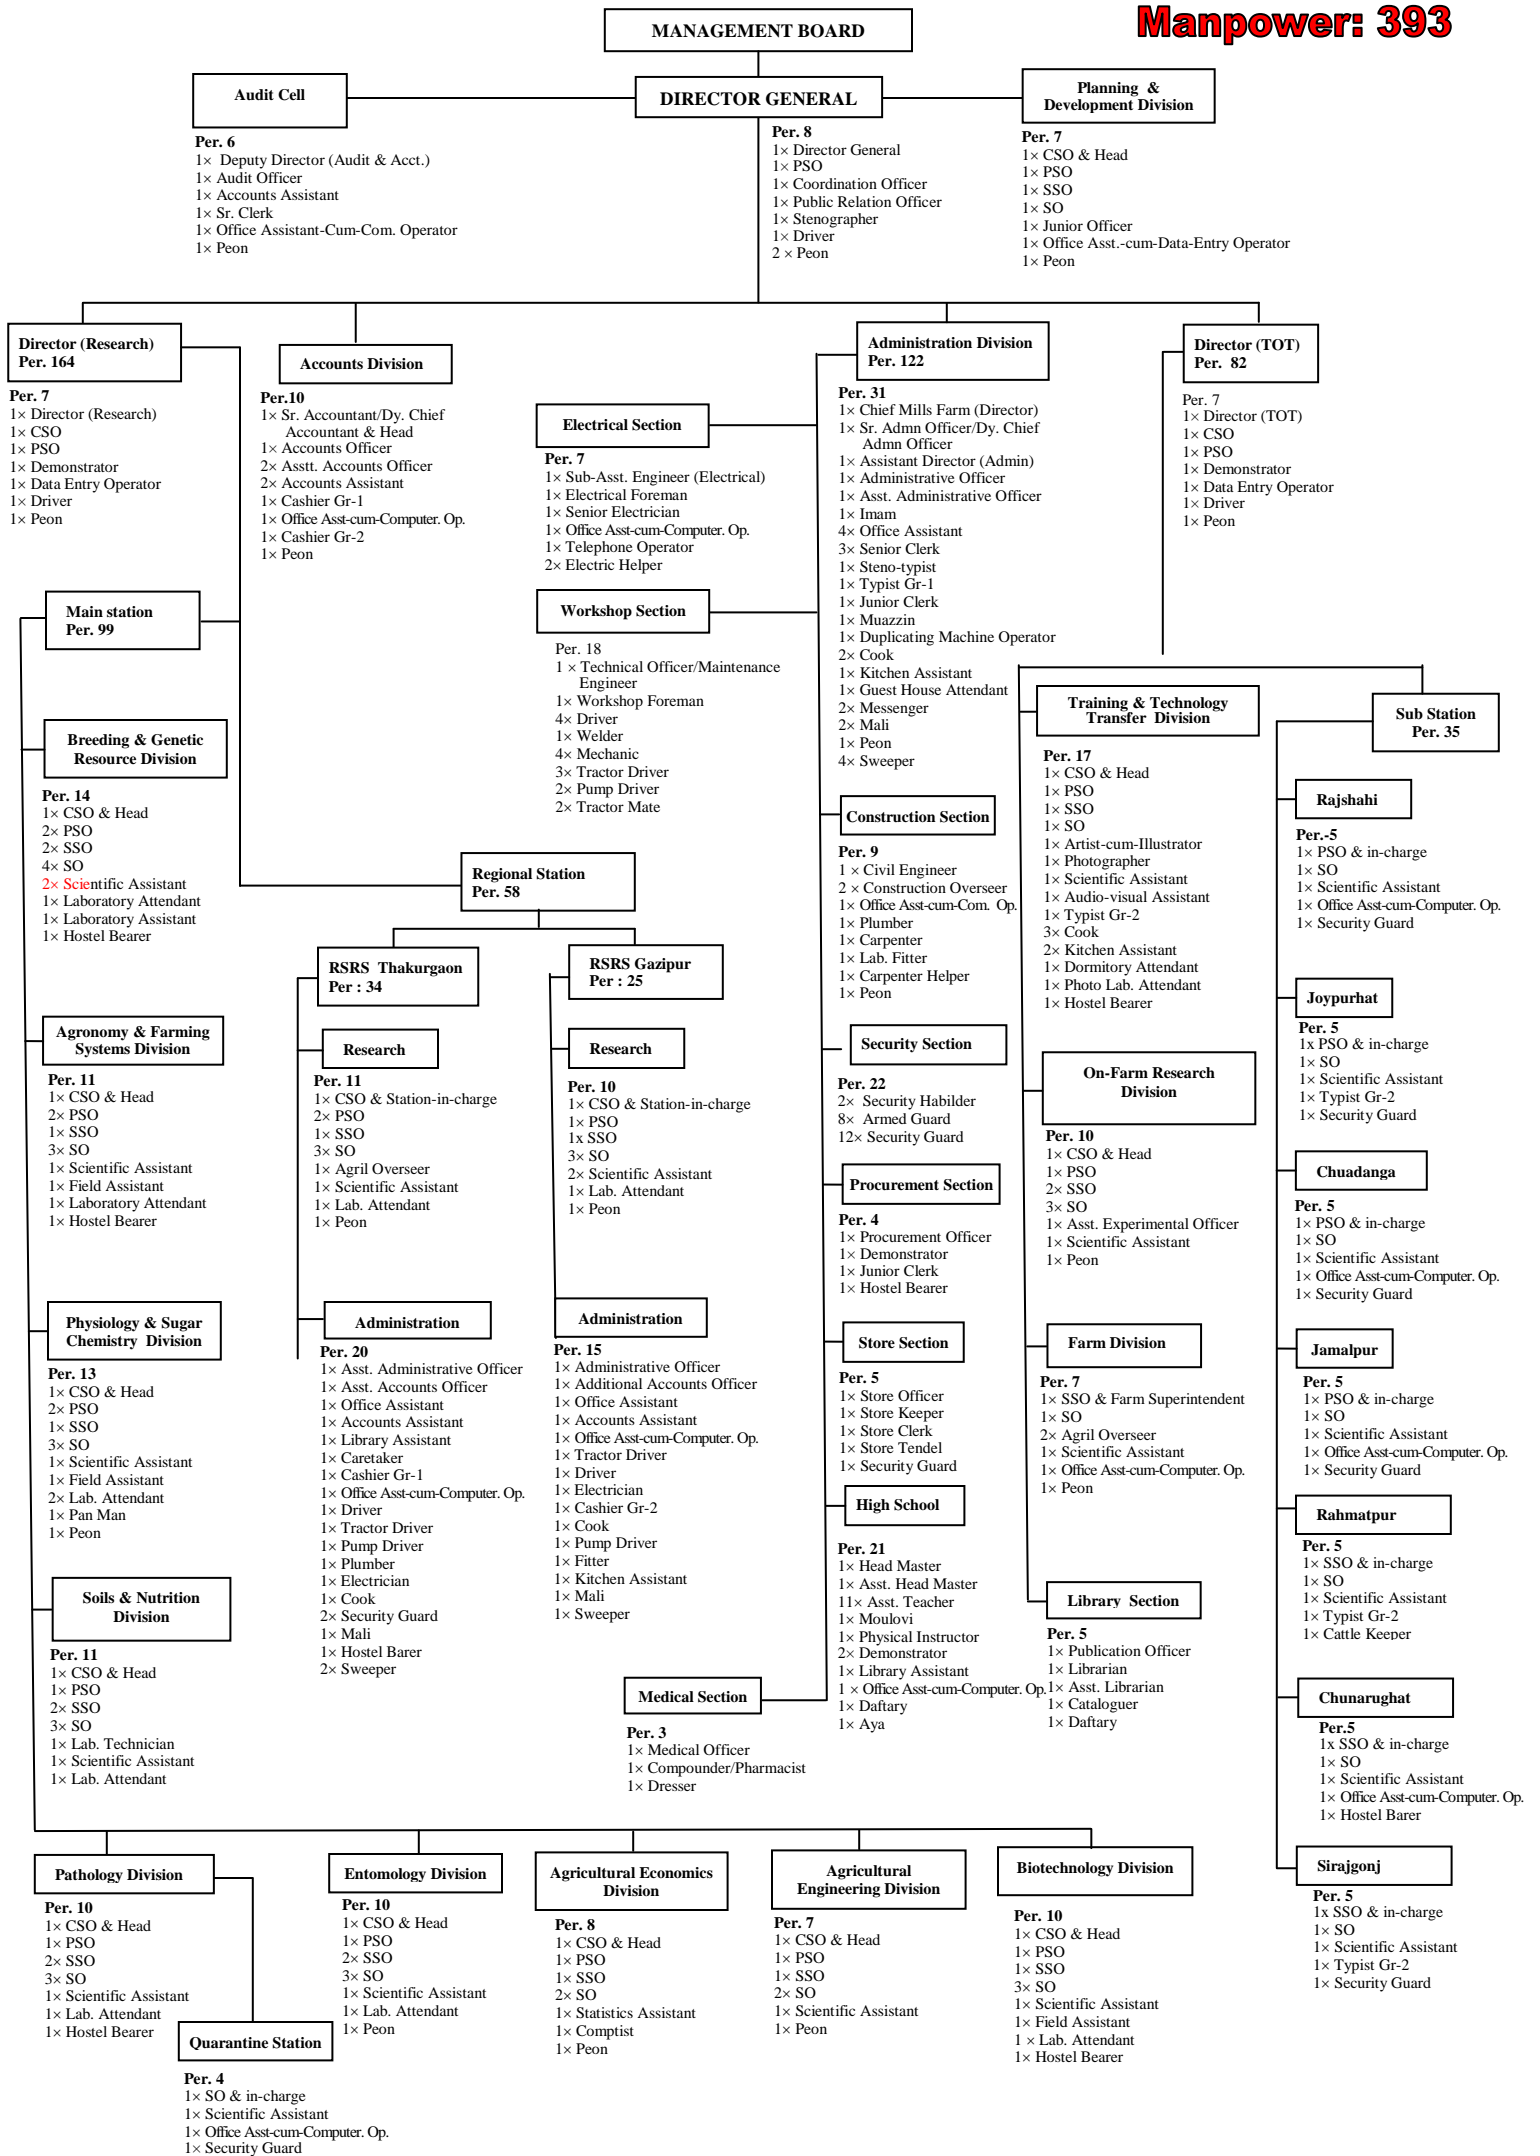 Manpower: 393
MANAGEMENT BOARD
DIRECTOR GENERAL
Per. 8
1× Director General
1× PSO
1× Coordination Officer
1× Public Relation Officer
1× Stenographer
1× Driver
2 × Peon
Audit Cell
Per. 6
1× Deputy Director (Audit & Acct.)
1× Audit Officer
1× Accounts Assistant
1× Sr. Clerk
1× Office Assistant-Cum-Com. Operator
1× Peon
Planning &
Development Division
Per. 7
1× CSO & Head
1× PSO
1× SSO
1× SO
1× Junior Officer
1× Office Asst.-cum-Data-Entry Operator
1× Peon
Director (Research)
Per. 164
Per. 7
1× Director (Research)
1× CSO
1× PSO
1× Demonstrator
1× Data Entry Operator
1× Driver
1× Peon
Accounts Division
Per.10
1× Sr. Accountant/Dy. Chief
Accountant & Head
1× Accounts Officer
2× Asstt. Accounts Officer
2× Accounts Assistant
1× Cashier Gr-1
1× Office Asst-cum-Computer. Op.
1× Cashier Gr-2
1× Peon
Administration Division
Per. 122
Per. 31
1× Chief Mills Farm (Director)
1× Sr. Admn Officer/Dy. Chief
Admn Officer
1× Assistant Director (Admin)
1× Administrative Officer
1× Asst. Administrative Officer
1× Imam
4× Office Assistant
3× Senior Clerk
1× Steno-typist
1× Typist Gr-1
1× Junior Clerk
1× Muazzin
1× Duplicating Machine Operator
2× Cook
1× Kitchen Assistant
1× Guest House Attendant
2× Messenger
2× Mali
1× Peon
4× Sweeper
Director (TOT)
Per. 82
Per. 7
1× Director (TOT)
1× CSO
1× PSO
1× Demonstrator
1× Data Entry Operator
1× Driver
1× Peon
Electrical Section
Per. 7
1× Sub-Asst. Engineer (Electrical)
1× Electrical Foreman
1× Senior Electrician
1× Office Asst-cum-Computer. Op.
1× Telephone Operator
2× Electric Helper
Workshop Section
Per. 18
1 × Technical Officer/Maintenance
Engineer
1× Workshop Foreman
4× Driver
1× Welder
4× Mechanic
3× Tractor Driver
2× Pump Driver
2× Tractor Mate
Main station
Per. 99
Breeding & Genetic
Resource Division
Per. 14
1× CSO & Head
2× PSO
2× SSO
4× SO
2× Scientific Assistant
1× Laboratory Attendant
1× Laboratory Assistant
1× Hostel Bearer
Agronomy & Farming
Systems Division
Per. 11
1× CSO & Head
2× PSO
1× SSO
3× SO
1× Scientific Assistant
1× Field Assistant
1× Laboratory Attendant
1× Hostel Bearer
Physiology & Sugar
Chemistry Division
Per. 13
1× CSO & Head
2× PSO
1× SSO
3× SO
1× Scientific Assistant
1× Field Assistant
2× Lab. Attendant
1× Pan Man
1× Peon
Soils & Nutrition
Division
Per. 11
1× CSO & Head
1× PSO
2× SSO
3× SO
1× Lab. Technician
1× Scientific Assistant
1× Lab. Attendant
Regional Station
Per. 58
RSRS Thakurgaon
Per : 34
Research
Per. 11
1× CSO & Station-in-charge
2× PSO
1× SSO
3× SO
1× Agril Overseer
1× Scientific Assistant
1× Lab. Attendant
1× Peon
Administration
Per. 20
1× Asst. Administrative Officer
1× Asst. Accounts Officer
1× Office Assistant
1× Accounts Assistant
1× Library Assistant
1× Caretaker
1× Cashier Gr-1
1× Office Asst-cum-Computer. Op.
1× Driver
1× Tractor Driver
1× Pump Driver
1× Plumber
1× Electrician
1× Cook
2× Security Guard
1× Mali
1× Hostel Barer
2× Sweeper
RSRS Gazipur
Per : 25
Research
Per. 10
1× CSO & Station-in-charge
1× PSO
1x SSO
3× SO
2× Scientific Assistant
1× Lab. Attendant
1× Peon
Administration
Per. 15
1× Administrative Officer
1× Additional Accounts Officer
1× Office Assistant
1× Accounts Assistant
1× Office Asst-cum-Computer. Op.
1× Tractor Driver
1× Driver
1× Electrician
1× Cashier Gr-2
1× Cook
1× Pump Driver
1× Fitter
1× Kitchen Assistant
1× Mali
1× Sweeper
Construction Section
Per. 9
1 × Civil Engineer
2 × Construction Overseer
1× Office Asst-cum-Com. Op.
1× Plumber
1× Carpenter
1× Lab. Fitter
1× Carpenter Helper
1× Peon
Security Section
Per. 22
2× Security Habilder
8× Armed Guard
12× Security Guard
Procurement Section
Per. 4
1× Procurement Officer
1× Demonstrator
1× Junior Clerk
1× Hostel Bearer
Store Section
Per. 5
1× Store Officer
1× Store Keeper
1× Store Clerk
1× Store Tendel
1× Security Guard
High School
Per. 21
1× Head Master
1× Asst. Head Master
11× Asst. Teacher
1× Moulovi
1× Physical Instructor
2× Demonstrator
1× Library Assistant
1 × Office Asst-cum-Computer. Op.
1× Daftary
1× Aya
Medical Section
Per. 3
1× Medical Officer
1× Compounder/Pharmacist
1× Dresser
Training & Technology
Transfer Division
Per. 17
1× CSO & Head
1× PSO
1× SSO
1× SO
1× Artist-cum-Illustrator
1× Photographer
1× Scientific Assistant
1× Audio-visual Assistant
1× Typist Gr-2
3× Cook
2× Kitchen Assistant
1× Dormitory Attendant
1× Photo Lab. Attendant
1× Hostel Bearer
On-Farm Research
Division
Per. 10
1× CSO & Head
1× PSO
2× SSO
3× SO
1× Asst. Experimental Officer
1× Scientific Assistant
1× Peon
Farm Division
Per. 7
1× SSO & Farm Superintendent
1× SO
2× Agril Overseer
1× Scientific Assistant
1× Office Asst-cum-Computer. Op.
1× Peon
Library Section
Per. 5
1× Publication Officer
1× Librarian
1× Asst. Librarian
1× Cataloguer
1× Daftary
Sub Station
Per. 35
Rajshahi
Per.-5
1× PSO & in-charge
1× SO
1× Scientific Assistant
1× Office Asst-cum-Computer. Op.
1× Security Guard
Joypurhat
Per. 5
1x PSO & in-charge
1× SO
1× Scientific Assistant
1× Typist Gr-2
1× Security Guard
Chuadanga
Per. 5
1× PSO & in-charge
1× SO
1× Scientific Assistant
1× Office Asst-cum-Computer. Op.
1× Security Guard
Jamalpur
Per. 5
1× PSO & in-charge
1× SO
1× Scientific Assistant
1× Office Asst-cum-Computer. Op.
1× Security Guard
Rahmatpur
Per. 5
1× SSO & in-charge
1× SO
1× Scientific Assistant
1× Typist Gr-2
1× Cattle Keeper
Chunarughat
Per.5
1x SSO & in-charge
1× SO
1× Scientific Assistant
1× Office Asst-cum-Computer. Op.
1× Hostel Barer
Sirajgonj
Per. 5
1x SSO & in-charge
1× SO
1× Scientific Assistant
1× Typist Gr-2
1× Security Guard
Pathology Division
Per. 10
1× CSO & Head
1× PSO
2× SSO
3× SO
1× Scientific Assistant
1× Lab. Attendant
1× Hostel Bearer
Quarantine Station
Per. 4
1× SO & in-charge
1× Scientific Assistant
1× Office Asst-cum-Computer. Op.
1× Security Guard
Entomology Division
Per. 10
1× CSO & Head
1× PSO
2× SSO
3× SO
1× Scientific Assistant
1× Lab. Attendant
1× Peon
Agricultural Economics
Division
Per. 8
1× CSO & Head
1× PSO
1× SSO
2× SO
1× Statistics Assistant
1× Comptist
1× Peon
Agricultural
Engineering Division
Per. 7
1× CSO & Head
1× PSO
1× SSO
2× SO
1× Scientific Assistant
1× Peon
Biotechnology Division
Per. 10
1× CSO & Head
1× PSO
1× SSO
3× SO
1× Scientific Assistant
1× Field Assistant
1 × Lab. Attendant
1× Hostel Bearer